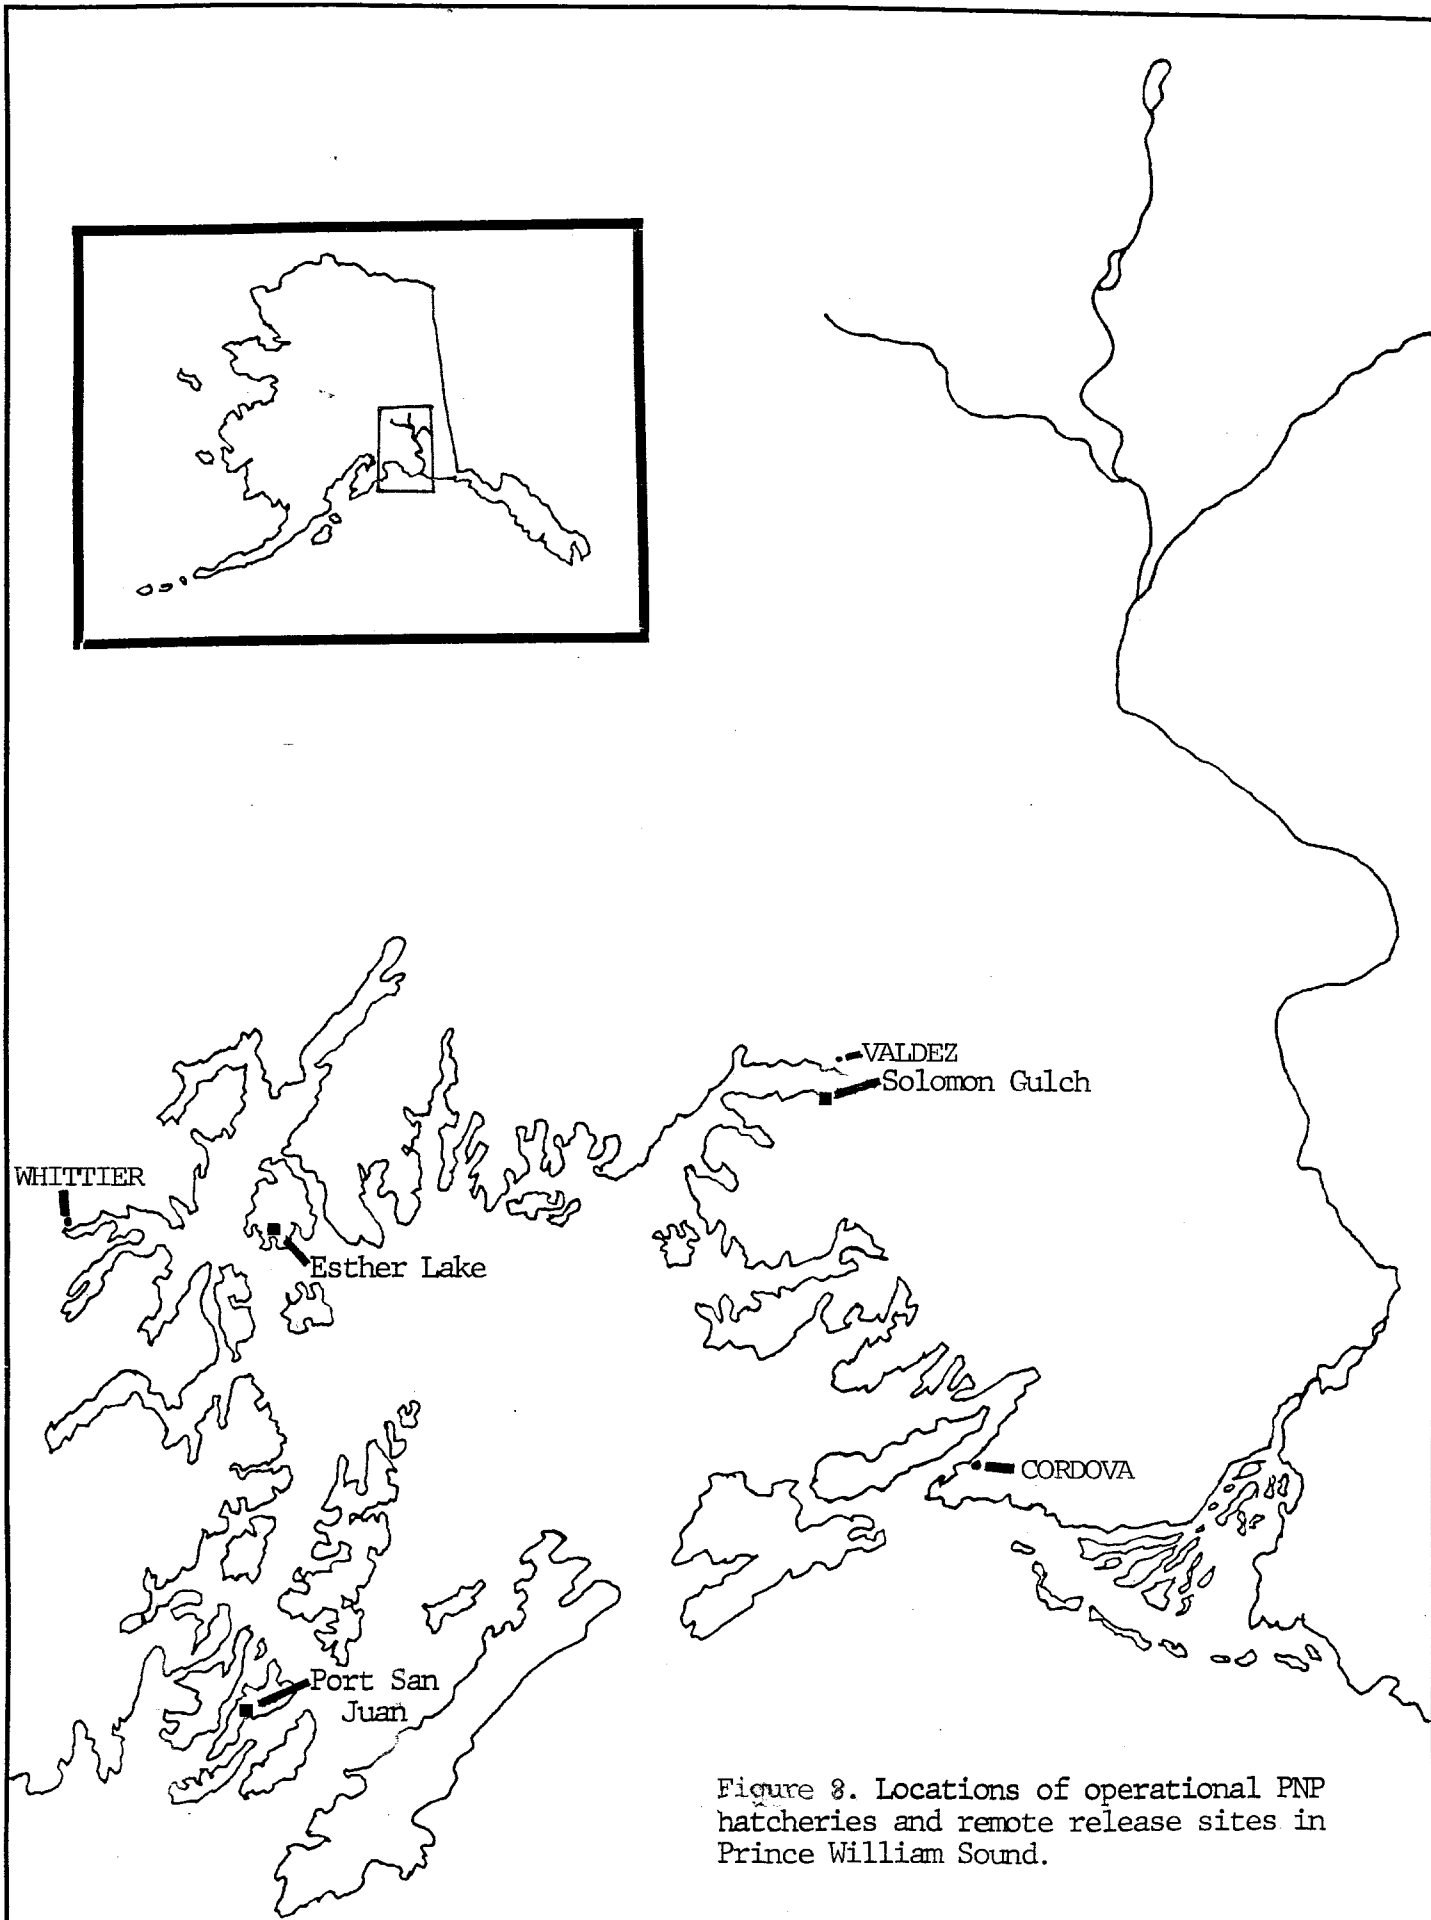 VALDEZ
Solomon Gulch
WHITTIER
Esther Lake
CORDOVA
Port San
Juan
Figure 8. Locations of operational PNP
hatcheries and remote release sites in
Prince William Sound.